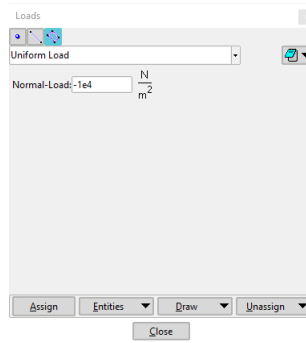 Loads
Uniform Load
Normal-Load: -1e4 N/m²
Assign Entities Draw Unassign
Close